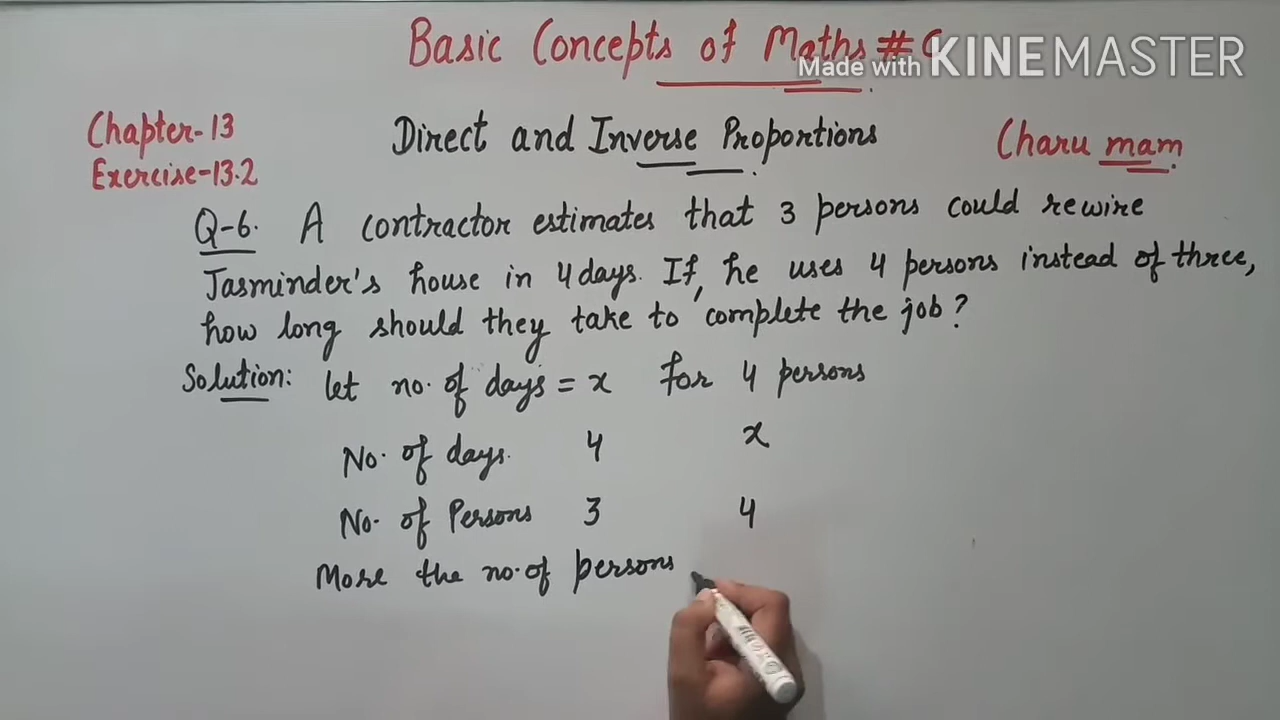 Basic Concepts of Maths #
Made with KINEMASTER
Chapter-13
Exercise-13.2
Direct and Inverse Proportions
Charu mam
Q-6. A contractor estimates that 3 persons could rewire
Jasminder's house in 4 days. If, he uses 4 persons instead of three,
how long should they take to complete the job?
Solution: let no. of days = x for 4 persons
No. of days. 4 x
No. of Persons 3 4
More the no. of persons